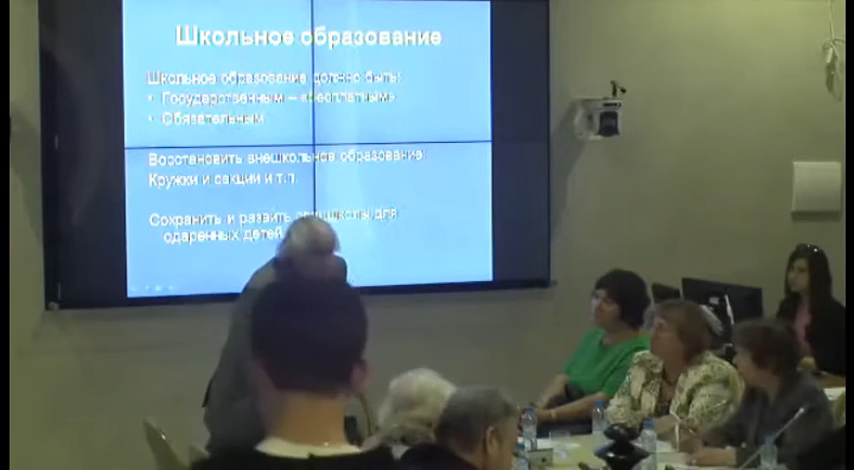 Школьное образование
Школьное образование должно быть:
• Государственным – «бесплатным»
• Обязательным
Восстановить внешкольное образование:
Кружки и секции и т.п.
Сохранить и развить спецшколы для
одаренных детей